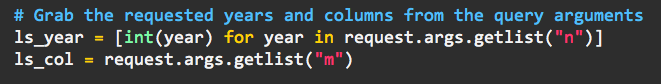 # Grab the requested years and columns from the query arguments
ls_year = [int(year) for year in request.args.getlist("n")]
ls_col = request.args.getlist("m")